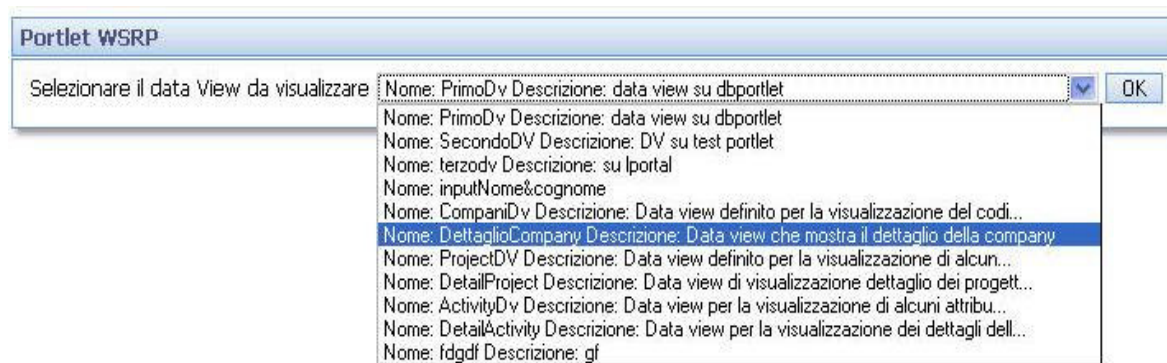 Portlet WSRP
Selezionare il data View da visualizzare Nome: PrimoDv Descrizione: data view su dbportlet OK
Nome: PrimoDv Descrizione: data view su dbportlet
Nome: SecondoDV Descrizione: DV su test portlet
Nome: terzodv Descrizione: su lportal
Nome: inputNome&cognome
Nome: CompaniDv Descrizione: Data view definito per la visualizzazione del codi...
Nome: DettaglioCompany Descrizione: Data view che mostra il dettaglio della company
Nome: ProjectDV Descrizione: Data view definito per la visualizzazione di alcun...
Nome: DetailProject Descrizione: Data view di visualizzazione dettaglio dei progett...
Nome: ActivityDv Descrizione: Data view per la visualizzazione di alcuni attribu...
Nome: DetailActivity Descrizione: Data view per la visualizzazione dei dettagli dell...
Nome: fdgdf Descrizione: gf